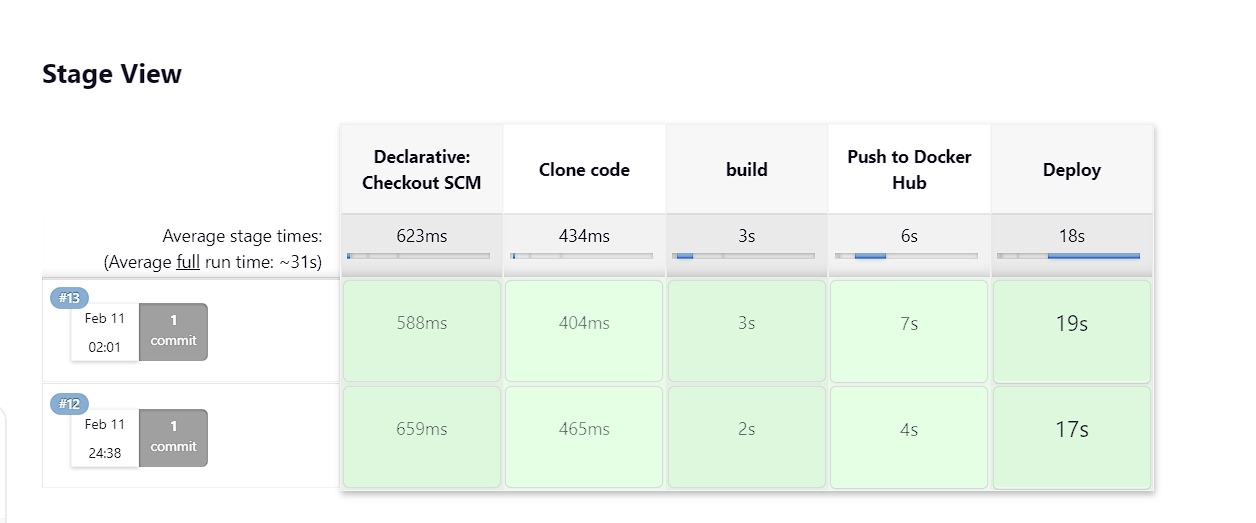 Stage View
Declarative:
Checkout SCM
Clone code
build
Push to Docker
Hub
Deploy
Average stage times:
(Average full run time: ~31s)
623ms
434ms
3s
6s
18s
#13
Feb 11
02:01
1
commit
588ms
404ms
3s
7s
19s
#12
Feb 11
24:38
1
commit
659ms
465ms
2s
4s
17s